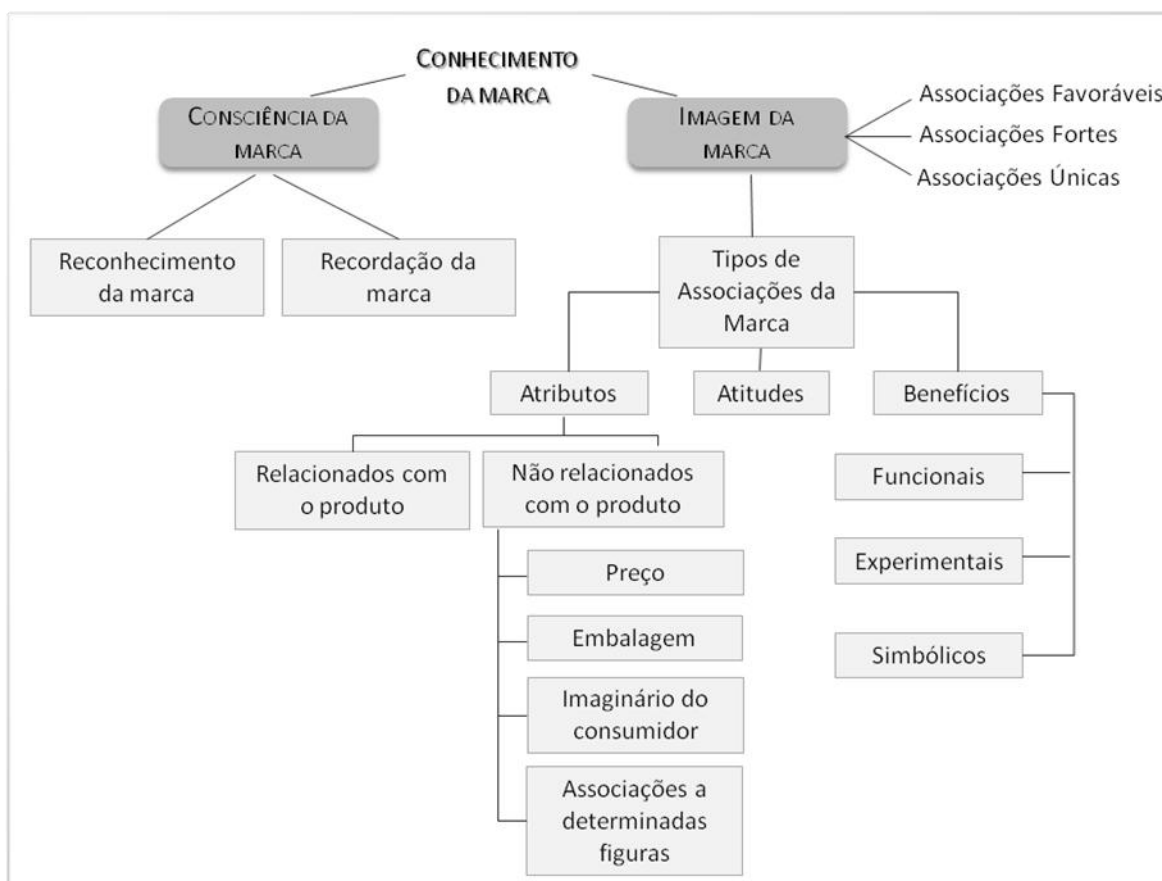 CONHECIMENTO
DA MARCA
CONSCIÊNCIA DA
MARCA
IMAGEM DA
MARCA
Associações Favoráveis
Associações Fortes
Associações Únicas
Reconhecimento
da marca
Recordação da
marca
Tipos de
Associações da
Marca
Atributos
Atitudes
Benefícios
Relacionados com
o produto
Não relacionados
com o produto
Funcionais
Preço
Experimentais
Embalagem
Simbólicos
Imaginário do
consumidor
Associações a
determinadas
figuras